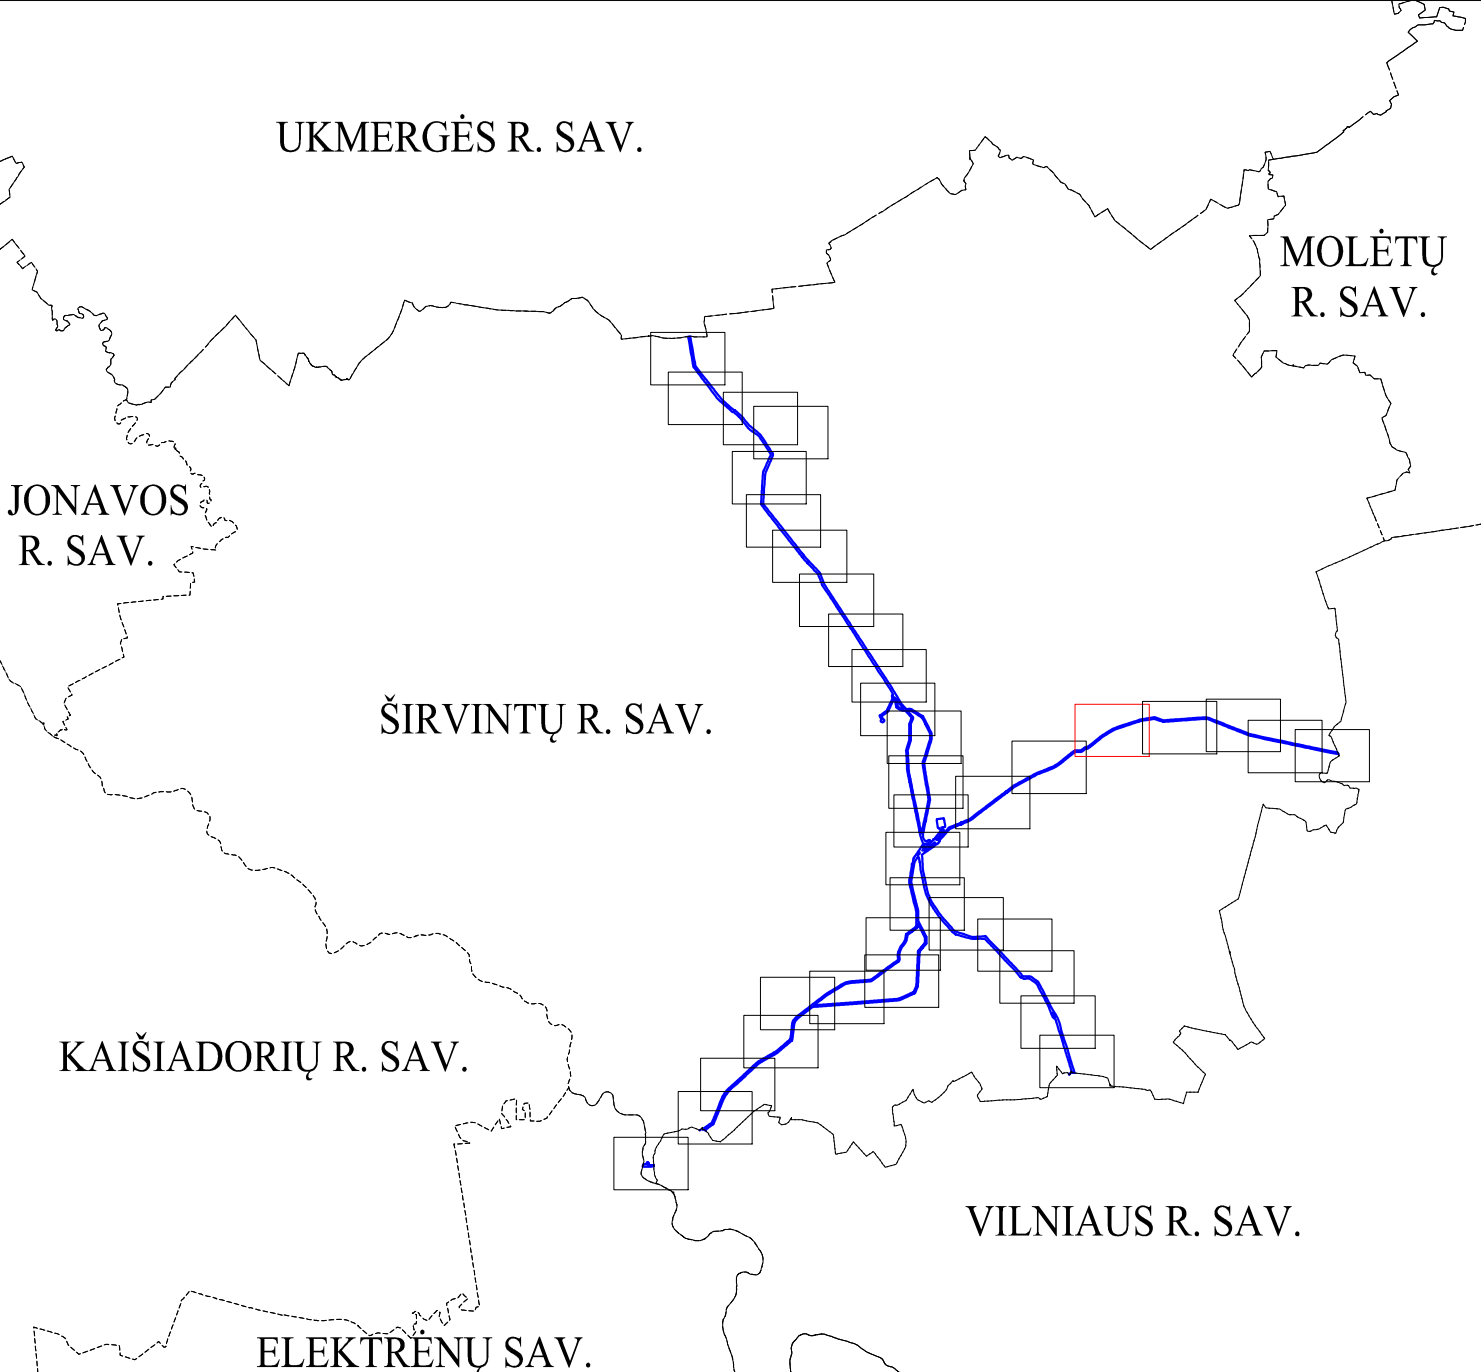 UKMERGĖS R. SAV.
MOLĖTŲ
R. SAV.
JONAVOS
R. SAV.
ŠIRVINTŲ R. SAV.
KAIŠIADORIŲ R. SAV.
VILNIAUS R. SAV.
ELEKTRĖNŲ SAV.